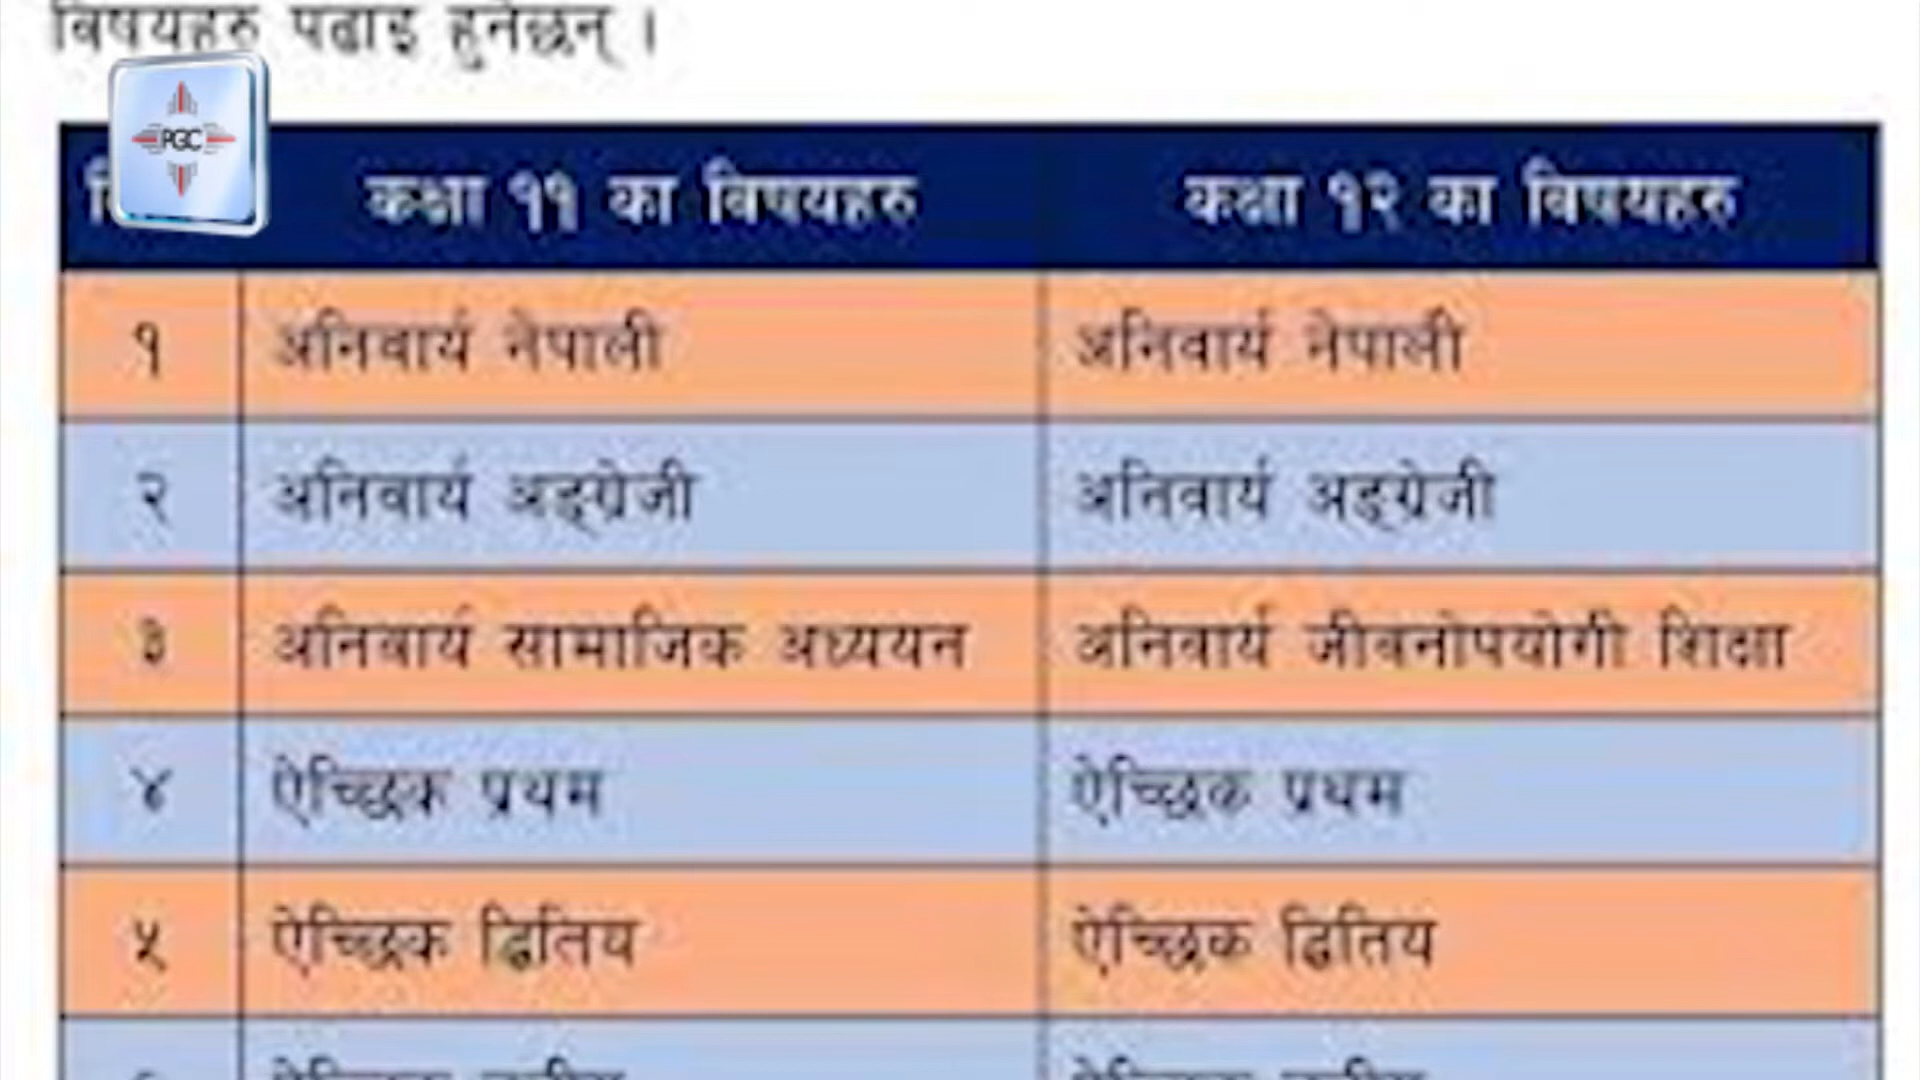 विषयहरु पढाइ हुनेछन् ।
PGC
कक्षा ११ का विषयहरु कक्षा १२ का विषयहरु
१ अनिवार्य नेपाली अनिवार्य नेपाली
२ अनिवार्य अङ्ग्रेजी अनिवार्य अङ्ग्रेजी
३ अनिवार्य सामाजिक अध्ययन अनिवार्य जीवनोपयोगी शिक्षा
४ ऐच्छिक प्रथम ऐच्छिक प्रथम
५ ऐच्छिक द्वितिय ऐच्छिक द्वितिय